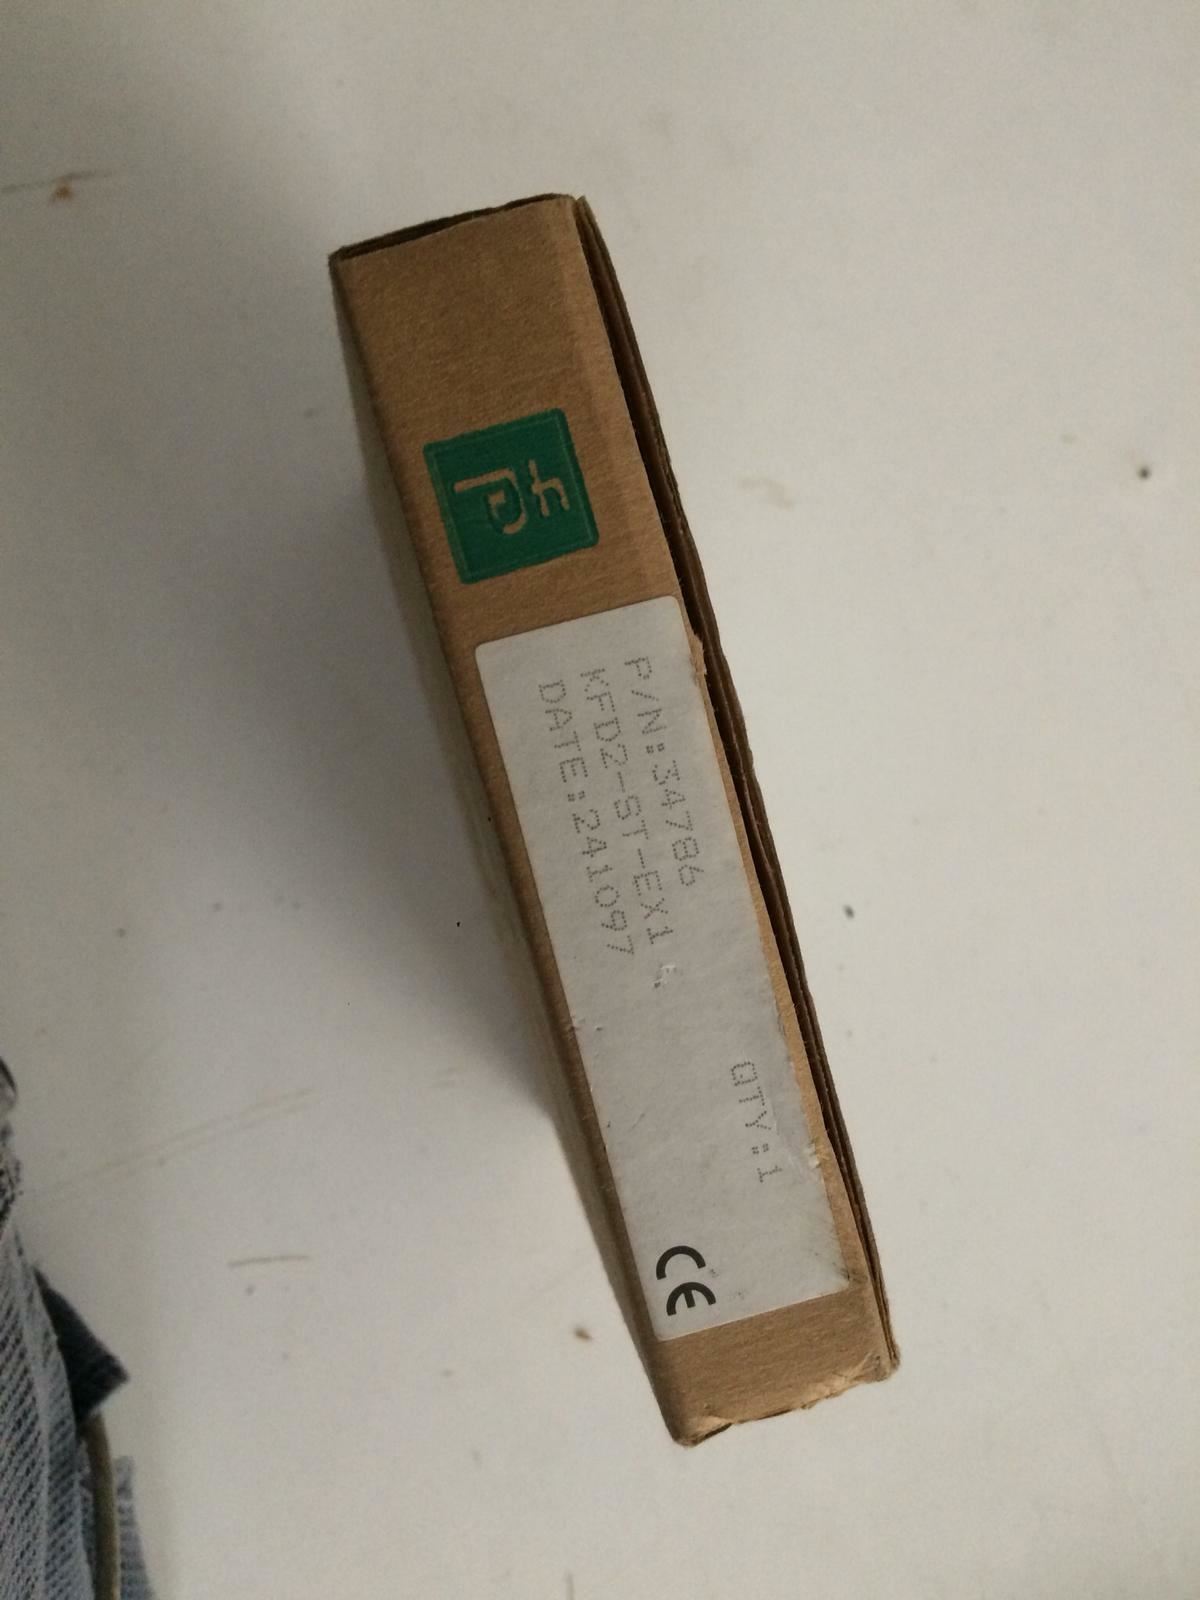 P/N:34786
KFD2-ST-EX1
DATE:241097
QTY:1
CE